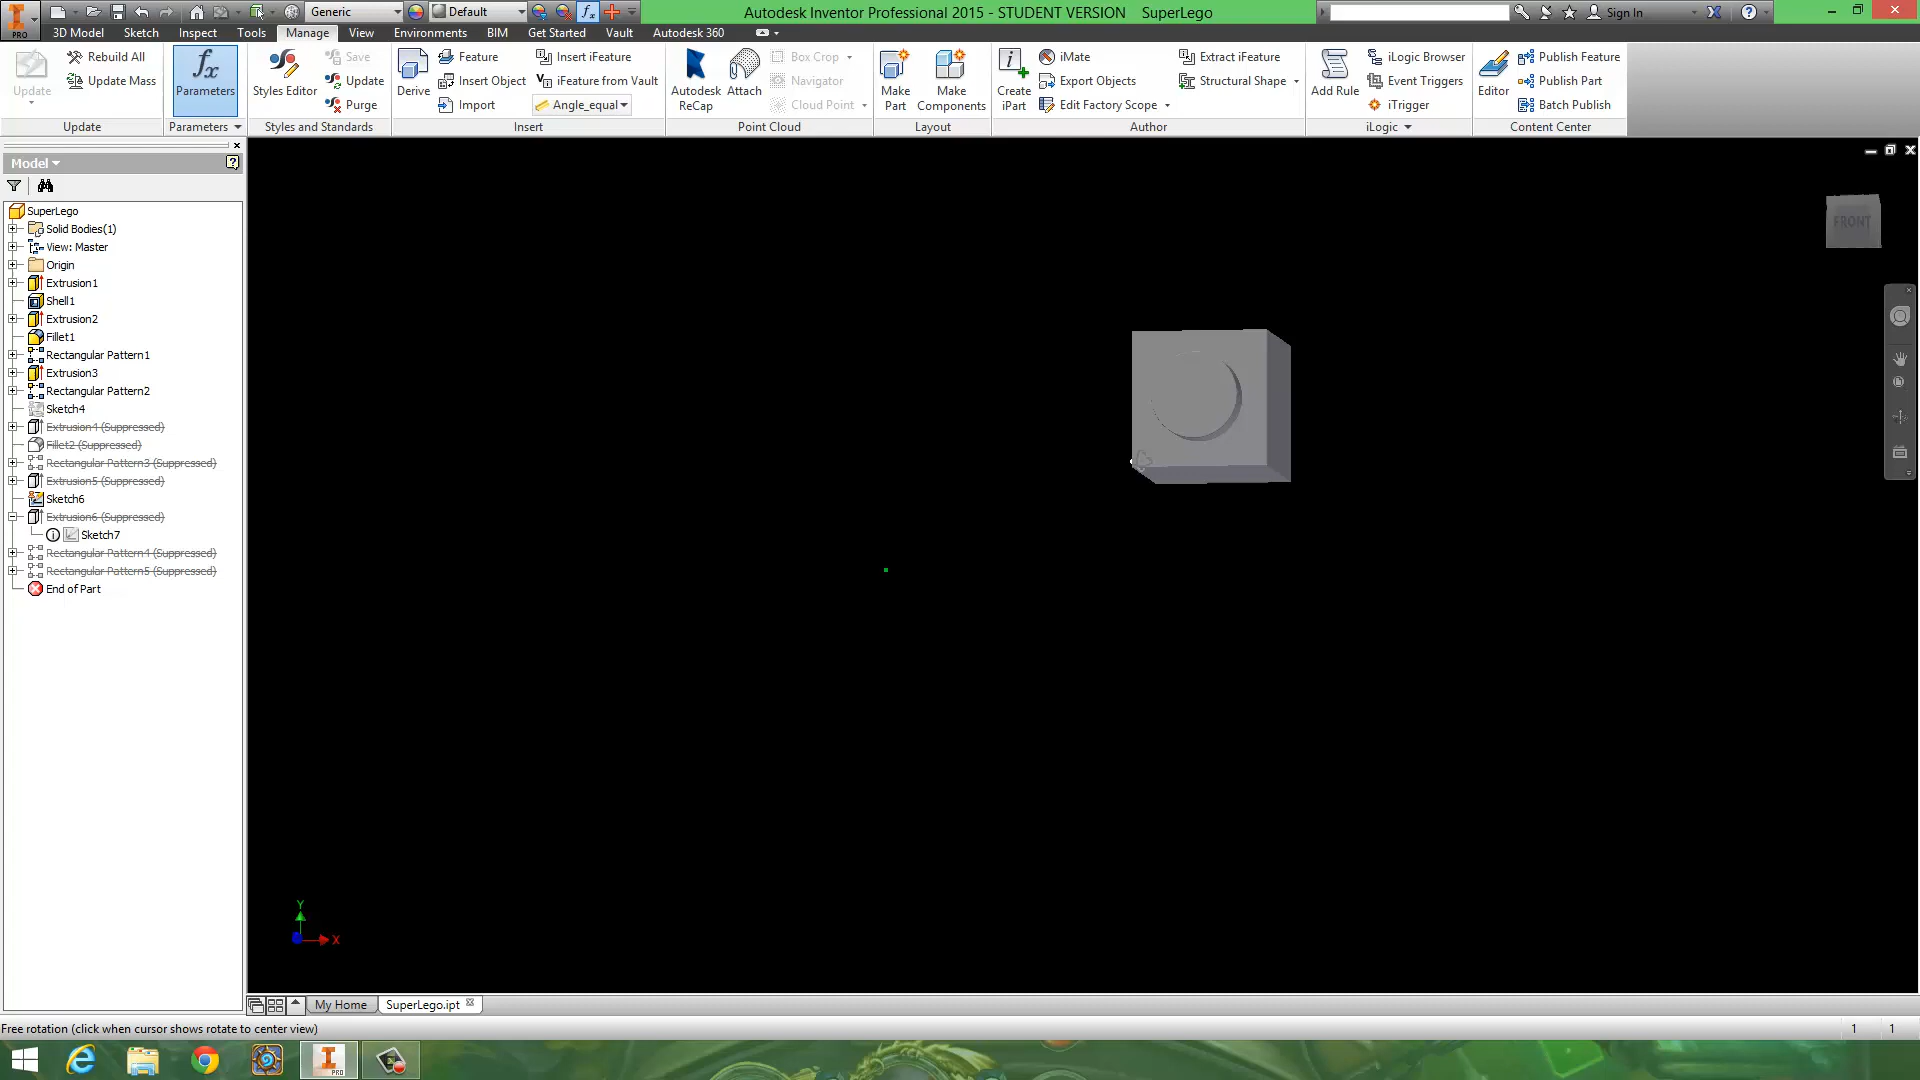 Generic
Default
Autodesk Inventor Professional 2015 - STUDENT VERSION SuperLego
Sign In
PRO
3D Model Sketch Inspect Tools Manage View Environments BIM Get Started Vault Autodesk 360
Update
Rebuild All
Update Mass
Update
fx
Parameters
Parameters
Styles Editor
Save
Update
Purge
Styles and Standards
Derive
Feature
Insert Object
Import
Insert iFeature
iFeature from Vault
Angle_equal
Insert
Autodesk
ReCap
Attach
Box Crop
Navigator
Cloud Point
Point Cloud
Make
Part
Make
Components
Layout
Create
iPart
iMate
Export Objects
Edit Factory Scope
Extract iFeature
Structural Shape
Author
Add Rule
iLogic Browser
Event Triggers
iTrigger
iLogic
Editor
Publish Feature
Publish Part
Batch Publish
Content Center
Model
SuperLego
Solid Bodies(1)
View: Master
Origin
Extrusion1
Shell1
Extrusion2
Fillet1
Rectangular Pattern1
Extrusion3
Rectangular Pattern2
Sketch4
Extrusion4 (Suppressed)
Fillet2 (Suppressed)
Rectangular Pattern3 (Suppressed)
Extrusion5 (Suppressed)
Sketch6
Extrusion6 (Suppressed)
Sketch7
Rectangular Pattern4 (Suppressed)
Rectangular Pattern5 (Suppressed)
End of Part
FRONT
Y
X
My Home SuperLego.ipt
Free rotation (click when cursor shows rotate to center view)
1 1
PRO